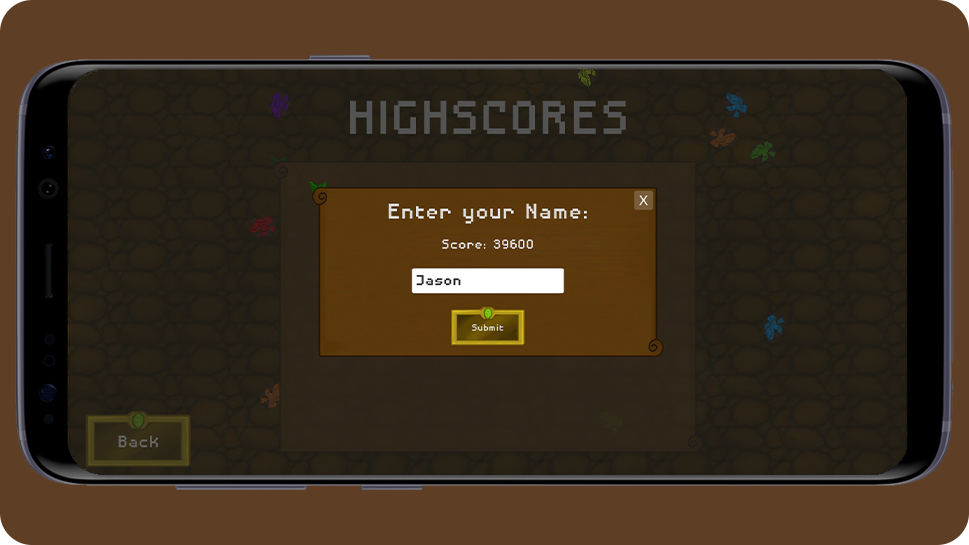 HIGHSCORES
X
Enter your Name:
Score: 39600
Jason
Submit
Back